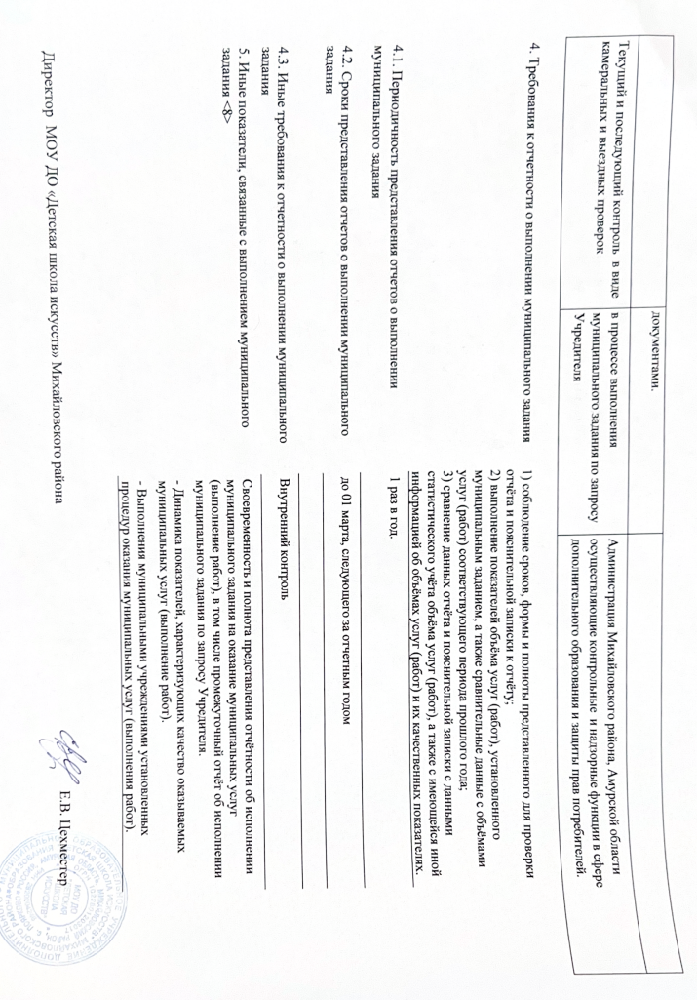 документами.
Текущий и последующий контроль в виде
камеральных и выездных проверок
в процессе выполнения
муниципального задания по запросу
Учредителя
Администрация Михайловского района, Амурской области
осуществляющие контрольные и надзорные функции в сфере
дополнительного образования и защиты прав потребителей.
4. Требования к отчетности о выполнении муниципального задания
1) соблюдение сроков, формы и полноты представленного для проверки
отчёта и пояснительной записки к отчёту;
2) выполнение показателей объёма услуг (работ), установленного
муниципальным заданием, а также сравнительные данные с объёмами
услуг (работ) соответствующего периода прошлого года;
3) сравнение данных отчёта и пояснительной записки с данными
статистического учёта объёма услуг (работ), а также с имеющейся иной
информацией об объёмах услуг (работ) и их качественных показателях.
4.1. Периодичность представления отчетов о выполнении
муниципального задания
1 раз в год.
4.2. Сроки представления отчетов о выполнении муниципального
задания
до 01 марта, следующего за отчетным годом
4.3. Иные требования к отчетности о выполнении муниципального
задания
Внутренний контроль
5. Иные показатели, связанные с выполнением муниципального
задания <8>
Своевременность и полнота представления отчётности об исполнении
муниципального задания на оказание муниципальных услуг
(выполнение работ), в том числе промежуточный отчёт об исполнении
муниципального задания по запросу Учредителя.
- Динамика показателей, характеризующих качество оказываемых
муниципальных услуг (выполнение работ).
- Выполнения муниципальными учреждениями установленных
процедур оказания муниципальных услуг (выполнения работ).
Директор МОУ ДО «Детская школа искусств» Михайловского района
Е.В. Цехместер